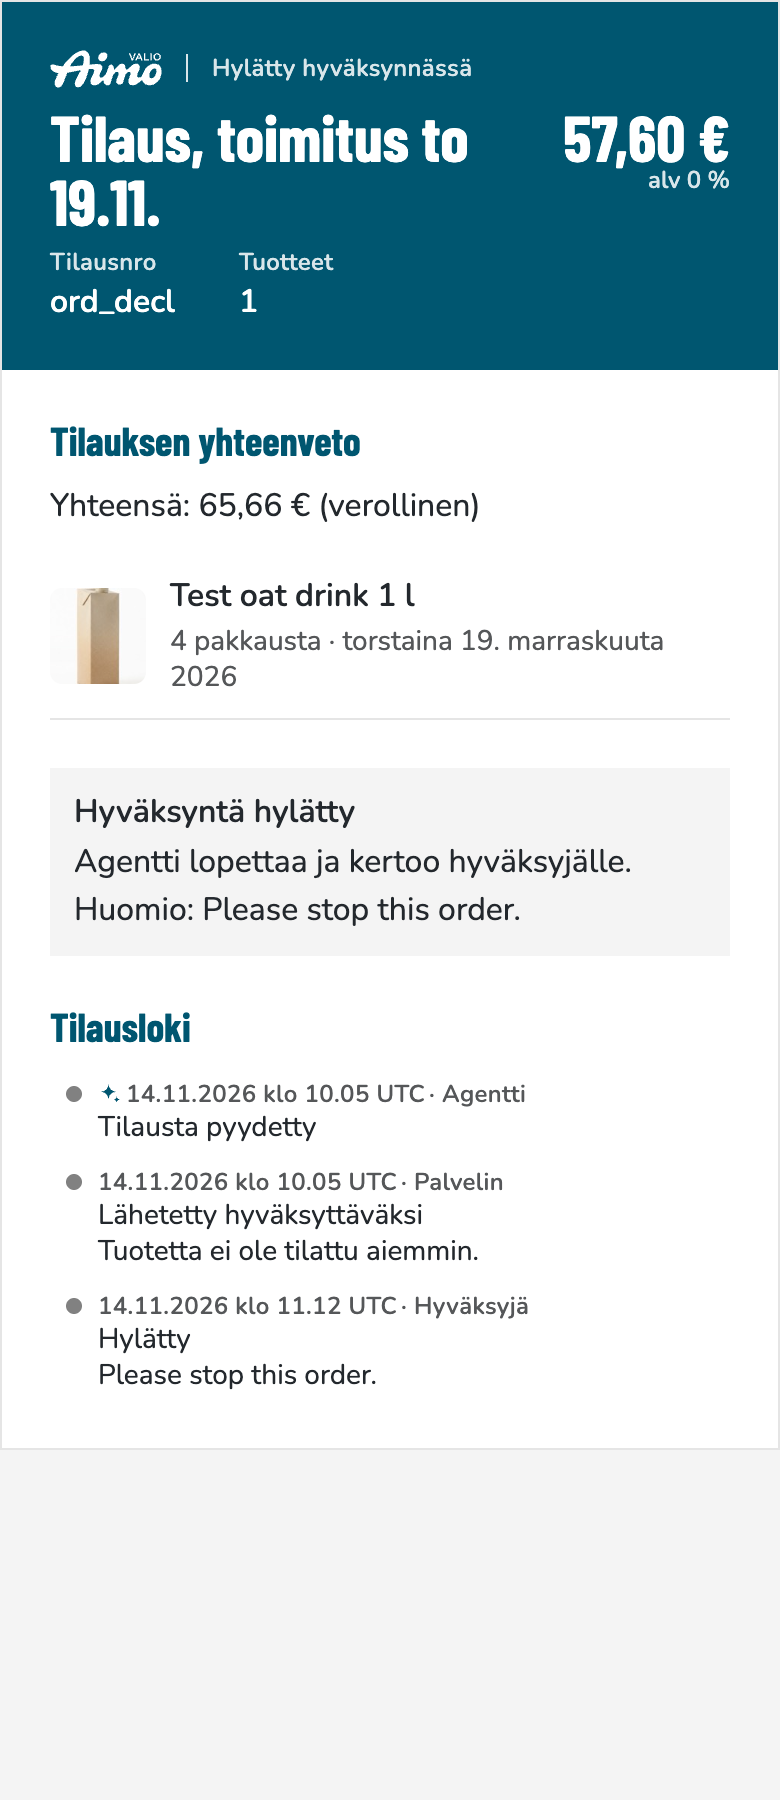 VALIO
Aimo
Hylätty hyväksynnässä
Tilaus, toimitus to
19.11.
57,60 €
alv 0 %
Tilausnro
Tuotteet
ord_decl
1
Tilauksen yhteenveto
Yhteensä: 65,66 € (verollinen)
Test oat drink 1 l
4 pakkausta · torstaina 19. marraskuuta
2026
Hyväksyntä hylätty
Agentti lopettaa ja kertoo hyväksyjälle.
Huomio: Please stop this order.
Tilausloki
14.11.2026 klo 10.05 UTC · Agentti
Tilausta pyydetty
14.11.2026 klo 10.05 UTC · Palvelin
Lähetetty hyväksyttäväksi
Tuotetta ei ole tilattu aiemmin.
14.11.2026 klo 11.12 UTC · Hyväksyjä
Hylätty
Please stop this order.